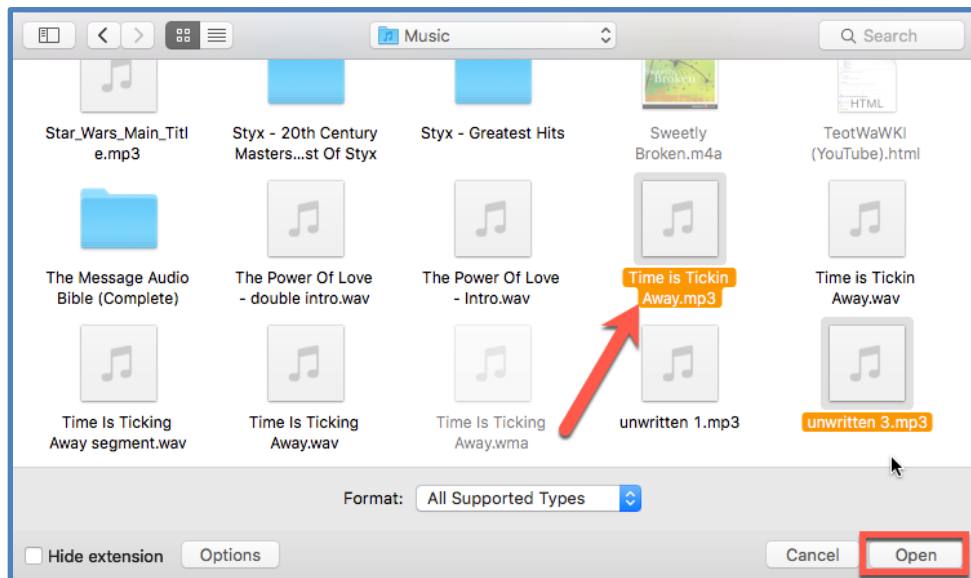 Music
Search
Broken
HTML
Star_Wars_Main_Titl
e.mp3
Styx - 20th Century
Masters...st Of Styx
Styx - Greatest Hits
Sweetly
Broken.m4a
TeotWaWKI
(YouTube).html
The Message Audio
Bible (Complete)
The Power Of Love
- double intro.wav
The Power Of Love
- Intro.wav
Time is Tickin
Away.mp3
Time is Tickin
Away.wav
Time Is Ticking
Away segment.wav
Time Is Ticking
Away.wav
Time Is Ticking
Away.wma
unwritten 1.mp3
unwritten 3.mp3
Format: All Supported Types
Hide extension Options Cancel Open